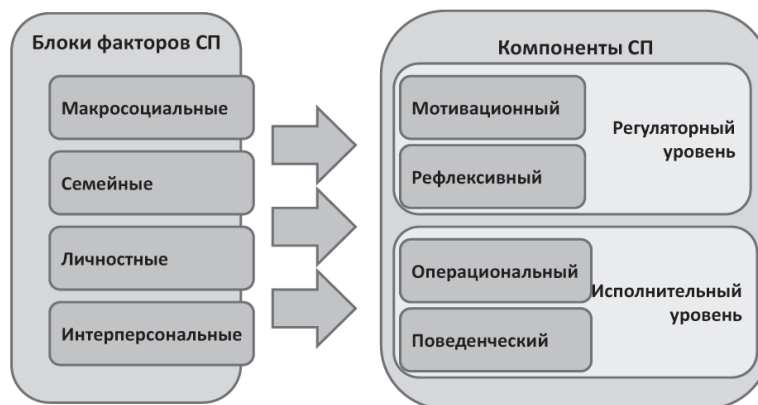 Блоки факторов СП
Макросоциальные
Семейные
Личностные
Интерперсональные
Компоненты СП
Мотивационный
Рефлексивный
Регуляторный
уровень
Операциональный
Поведенческий
Исполнительный
уровень